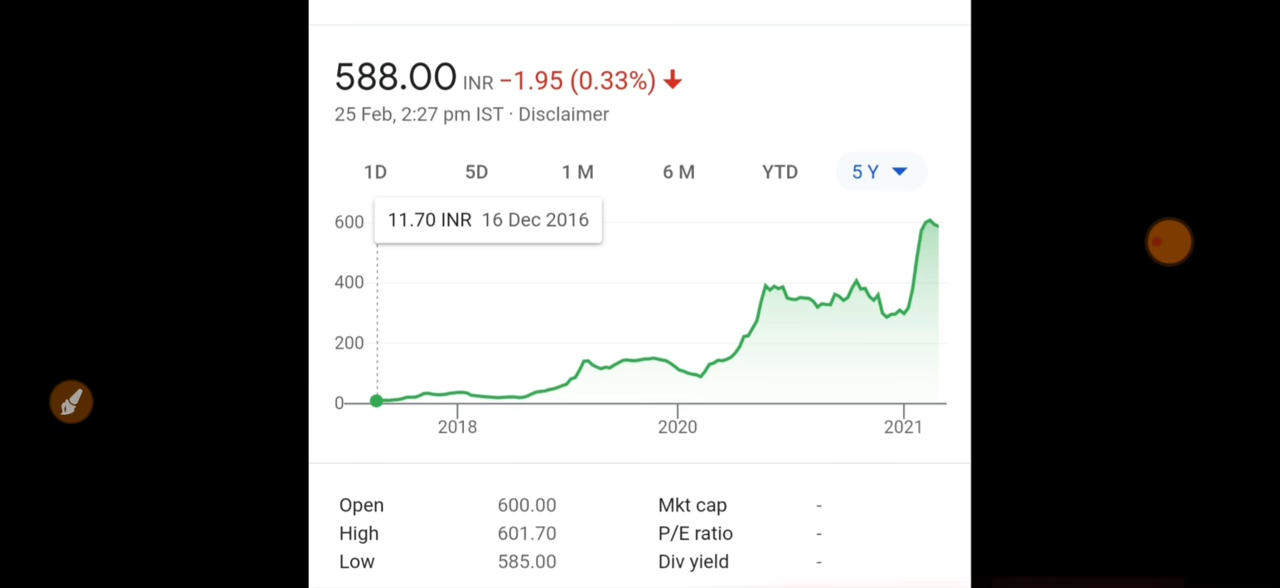 588.00 INR −1.95 (0.33%)
25 Feb, 2:27 pm IST · Disclaimer
1D 5D 1 M 6 M YTD 5 Y
11.70 INR 16 Dec 2016
600
400
200
0
2018 2020 2021
Open 600.00 Mkt cap -
High 601.70 P/E ratio -
Low 585.00 Div yield -